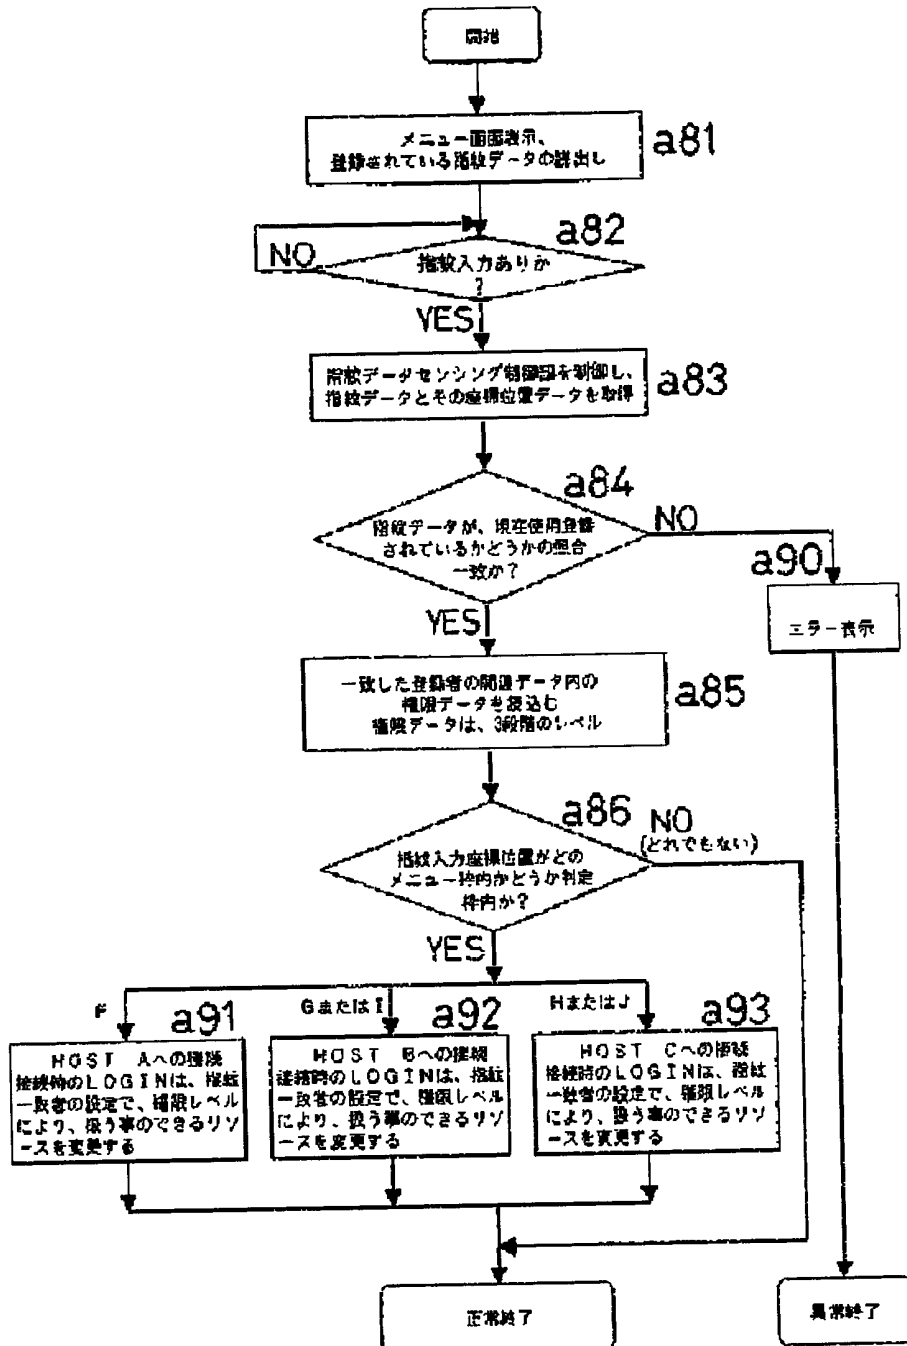 開始
メニュー画面表示、
登録されている指紋データの読出し
a81
a82
指紋入力ありか
?
NO
YES
指紋データセンシング制御部を制御し、
指紋データとその座標位置データを取得
a83
a84
指紋データが、現在使用登録
されているかどうかの照合
一致か?
NO
YES
a90
エラー表示
一致した登録者の関連データ内の
権限データを読込む
権限データは、3段階のレベル
a85
a86
NO
(どれでもない)
指紋入力座標位置がどの
メニュー枠内かどうか判定
枠内か?
YES
F
a91
GまたはI
a92
HまたはJ
a93
HOST Aへの接続
接続時のLOGINは、指紋
一致者の設定で、権限レベル
により、扱う事のできるリソ
ースを変更する
HOST Bへの接続
接続時のLOGINは、指紋
一致者の設定で、権限レベル
により、扱う事のできるリソ
ースを変更する
HOST Cへの接続
接続時のLOGINは、指紋
一致者の設定で、権限レベル
により、扱う事のできるリソ
ースを変更する
正常終了
異常終了